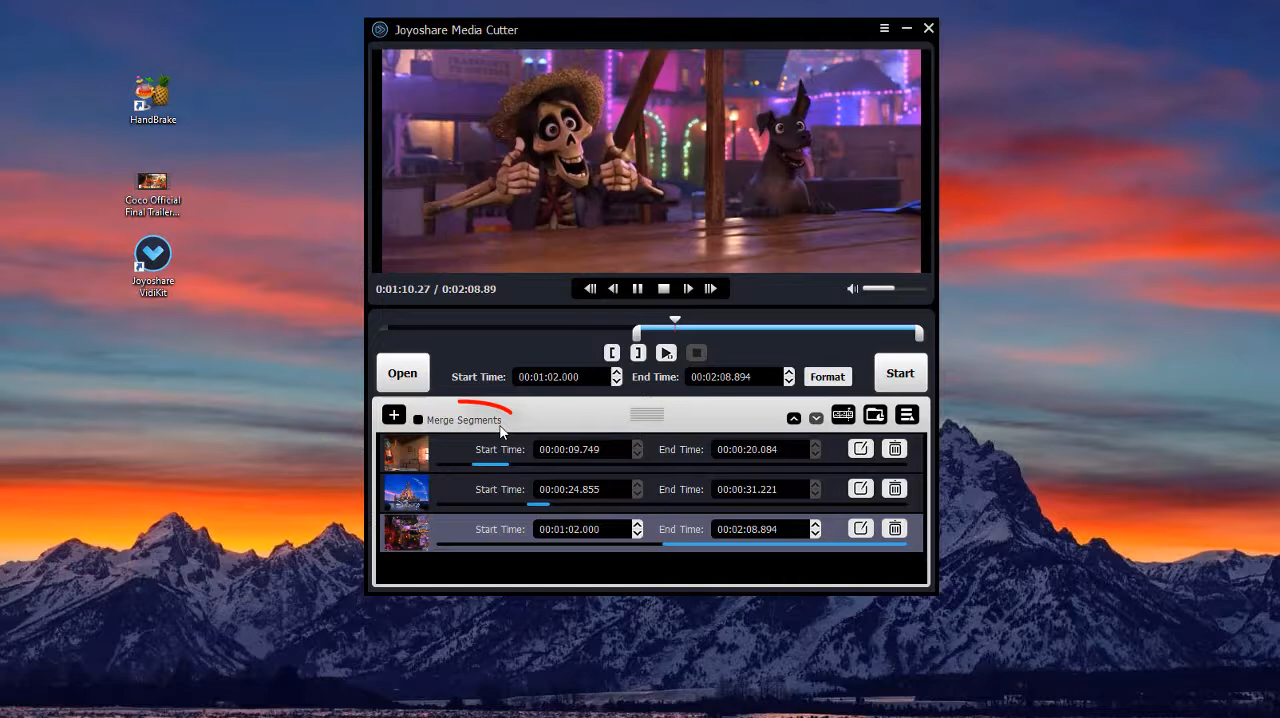 Joyoshare Media Cutter
HandBrake
Coco Official
Final Trailer...
Joyoshare
VidiKit
0:01:10.27 / 0:02:08.89
Open
Start Time: 00:01:02.000 End Time: 00:02:08.894 Format
Start
Merge Segments
Start Time: 00:00:09.749 End Time: 00:00:20.084
Start Time: 00:00:24.855 End Time: 00:00:31.221
Start Time: 00:01:02.000 End Time: 00:02:08.894